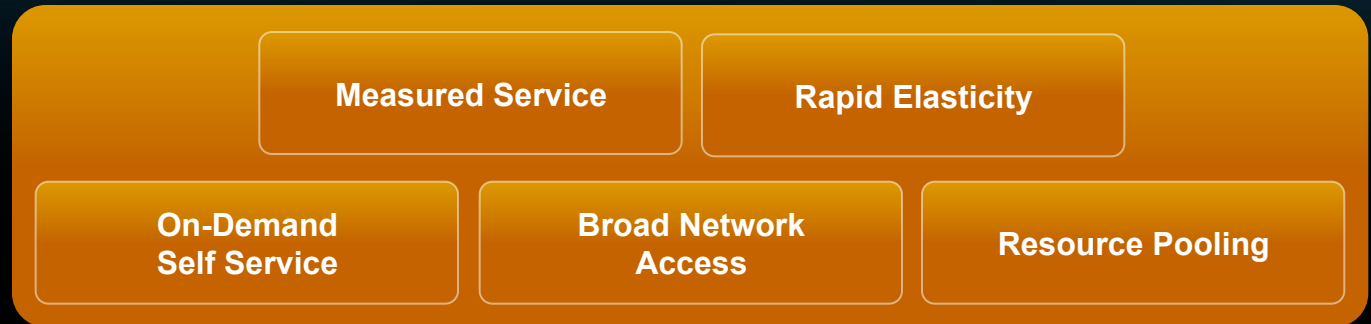 Measured Service
Rapid Elasticity
On-Demand
Self Service
Broad Network
Access
Resource Pooling